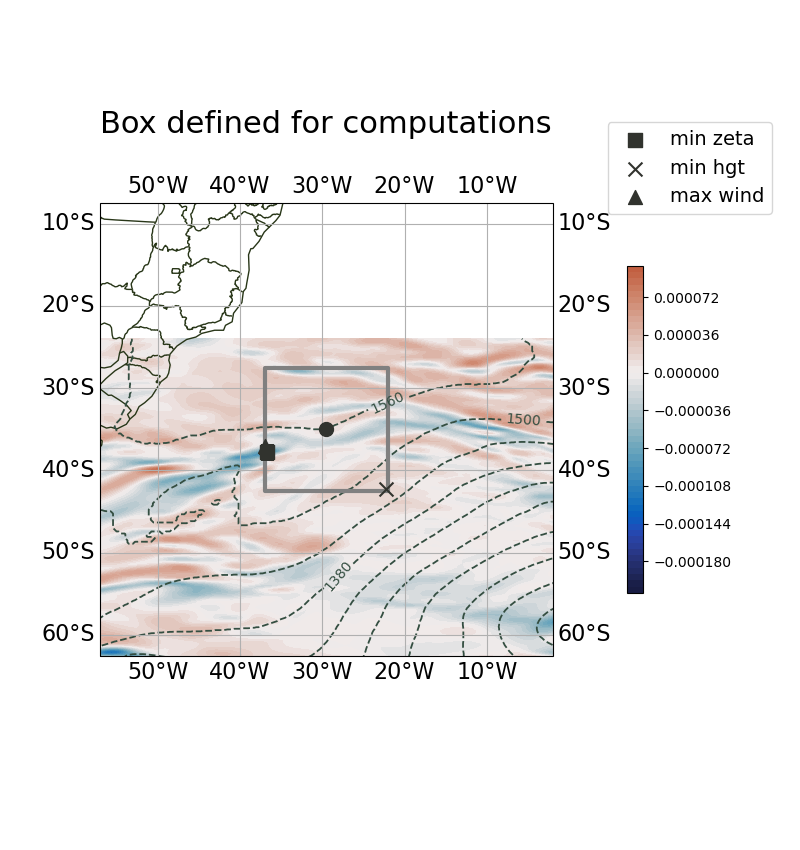 Box defined for computations
min zeta
min hgt
max wind
50°W 40°W 30°W 20°W 10°W
10°S 10°S
20°S 20°S
30°S 30°S
40°S 40°S
50°S 50°S
60°S 60°S
1560
1500
1380
50°W 40°W 30°W 20°W 10°W
0.000072
0.000036
0.000000
−0.000036
−0.000072
−0.000108
−0.000144
−0.000180